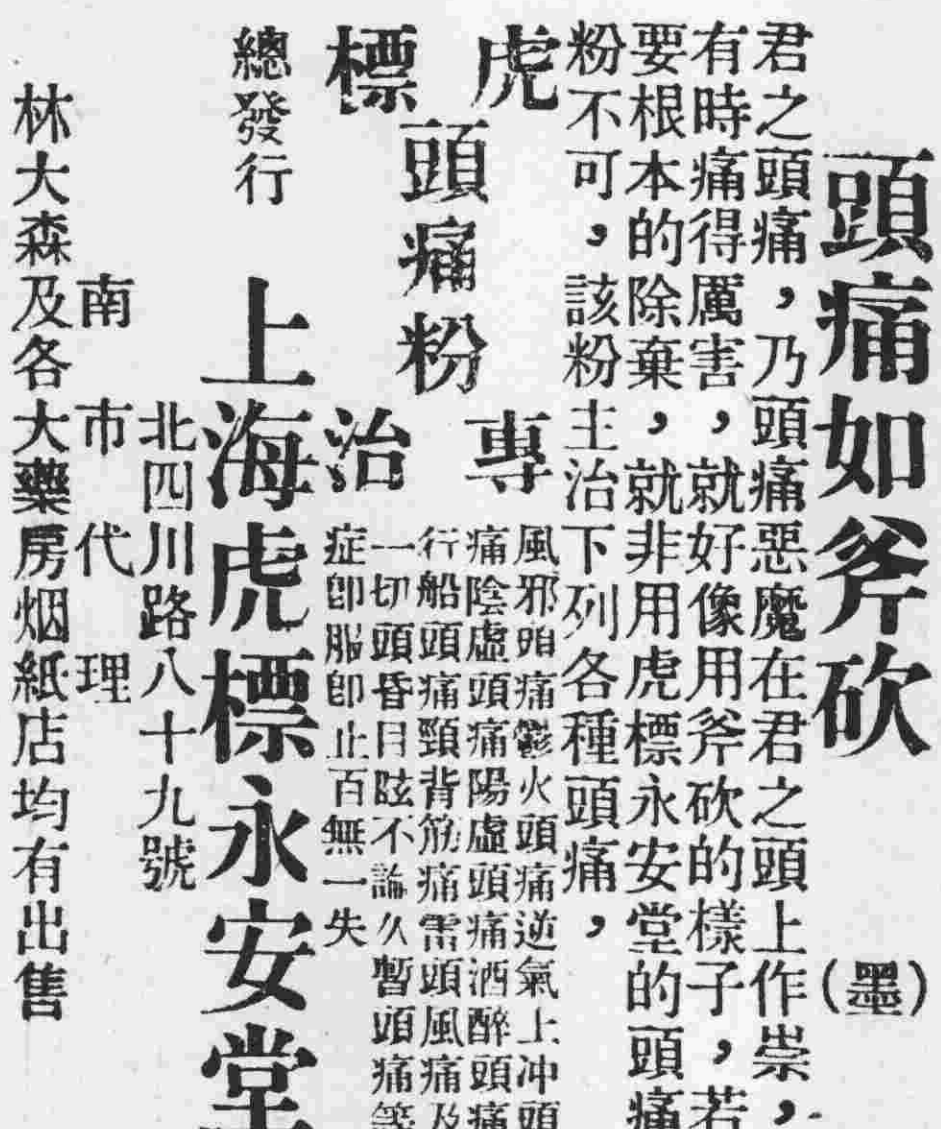 頭痛如斧砍
（墨）
君之頭痛，乃頭痛惡魔在君之頭上作祟，
有時痛得厲害，就好像用斧砍的樣子，若
要根本的除棄，就非用虎標永安堂的頭痛
粉不可，該粉主治下列各種頭痛，
虎標
頭痛粉
專治
風邪頭痛鬱火頭痛逆氣上冲頭
痛陰虛頭痛陽虛頭痛酒醉頭痛
行船頭痛頸背筋痛雷頭風痛及
一切頭昏目眩不論久暫頭痛等
症卽服卽止百無一失
總發行
上海虎標永安堂
北四川路八十九號
南市代理
林大森及各大藥房烟紙店均有出售